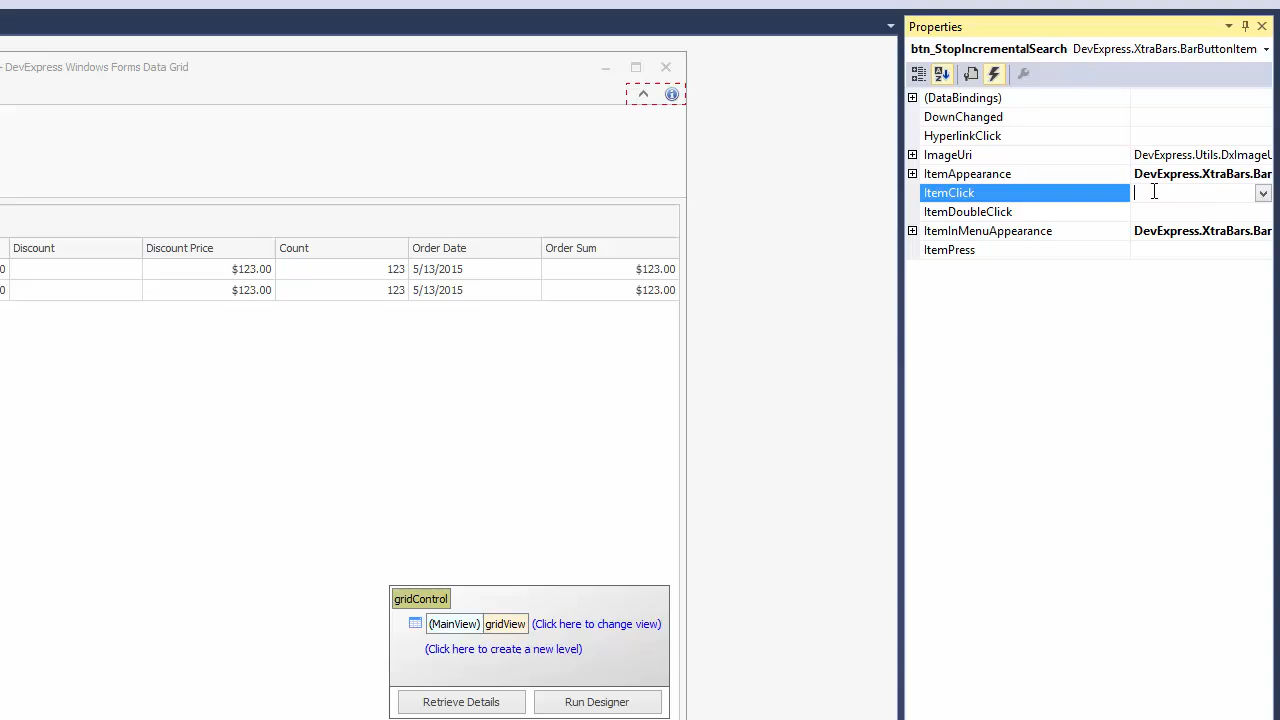 Properties
btn_StopIncrementalSearch DevExpress.XtraBars.BarButtonItem
- DevExpress Windows Forms Data Grid
(DataBindings)
DownChanged
HyperlinkClick
ImageUri DevExpress.Utils.DxImageU
ItemAppearance DevExpress.XtraBars.Bar
ItemClick
ItemDoubleClick
ItemInMenuAppearance DevExpress.XtraBars.Bar
ItemPress
Discount Discount Price Count Order Date Order Sum
0 $123.00 123 5/13/2015 $123.00
0 $123.00 123 5/13/2015 $123.00
gridControl
(MainView) gridView (Click here to change view)
(Click here to create a new level)
Retrieve Details Run Designer